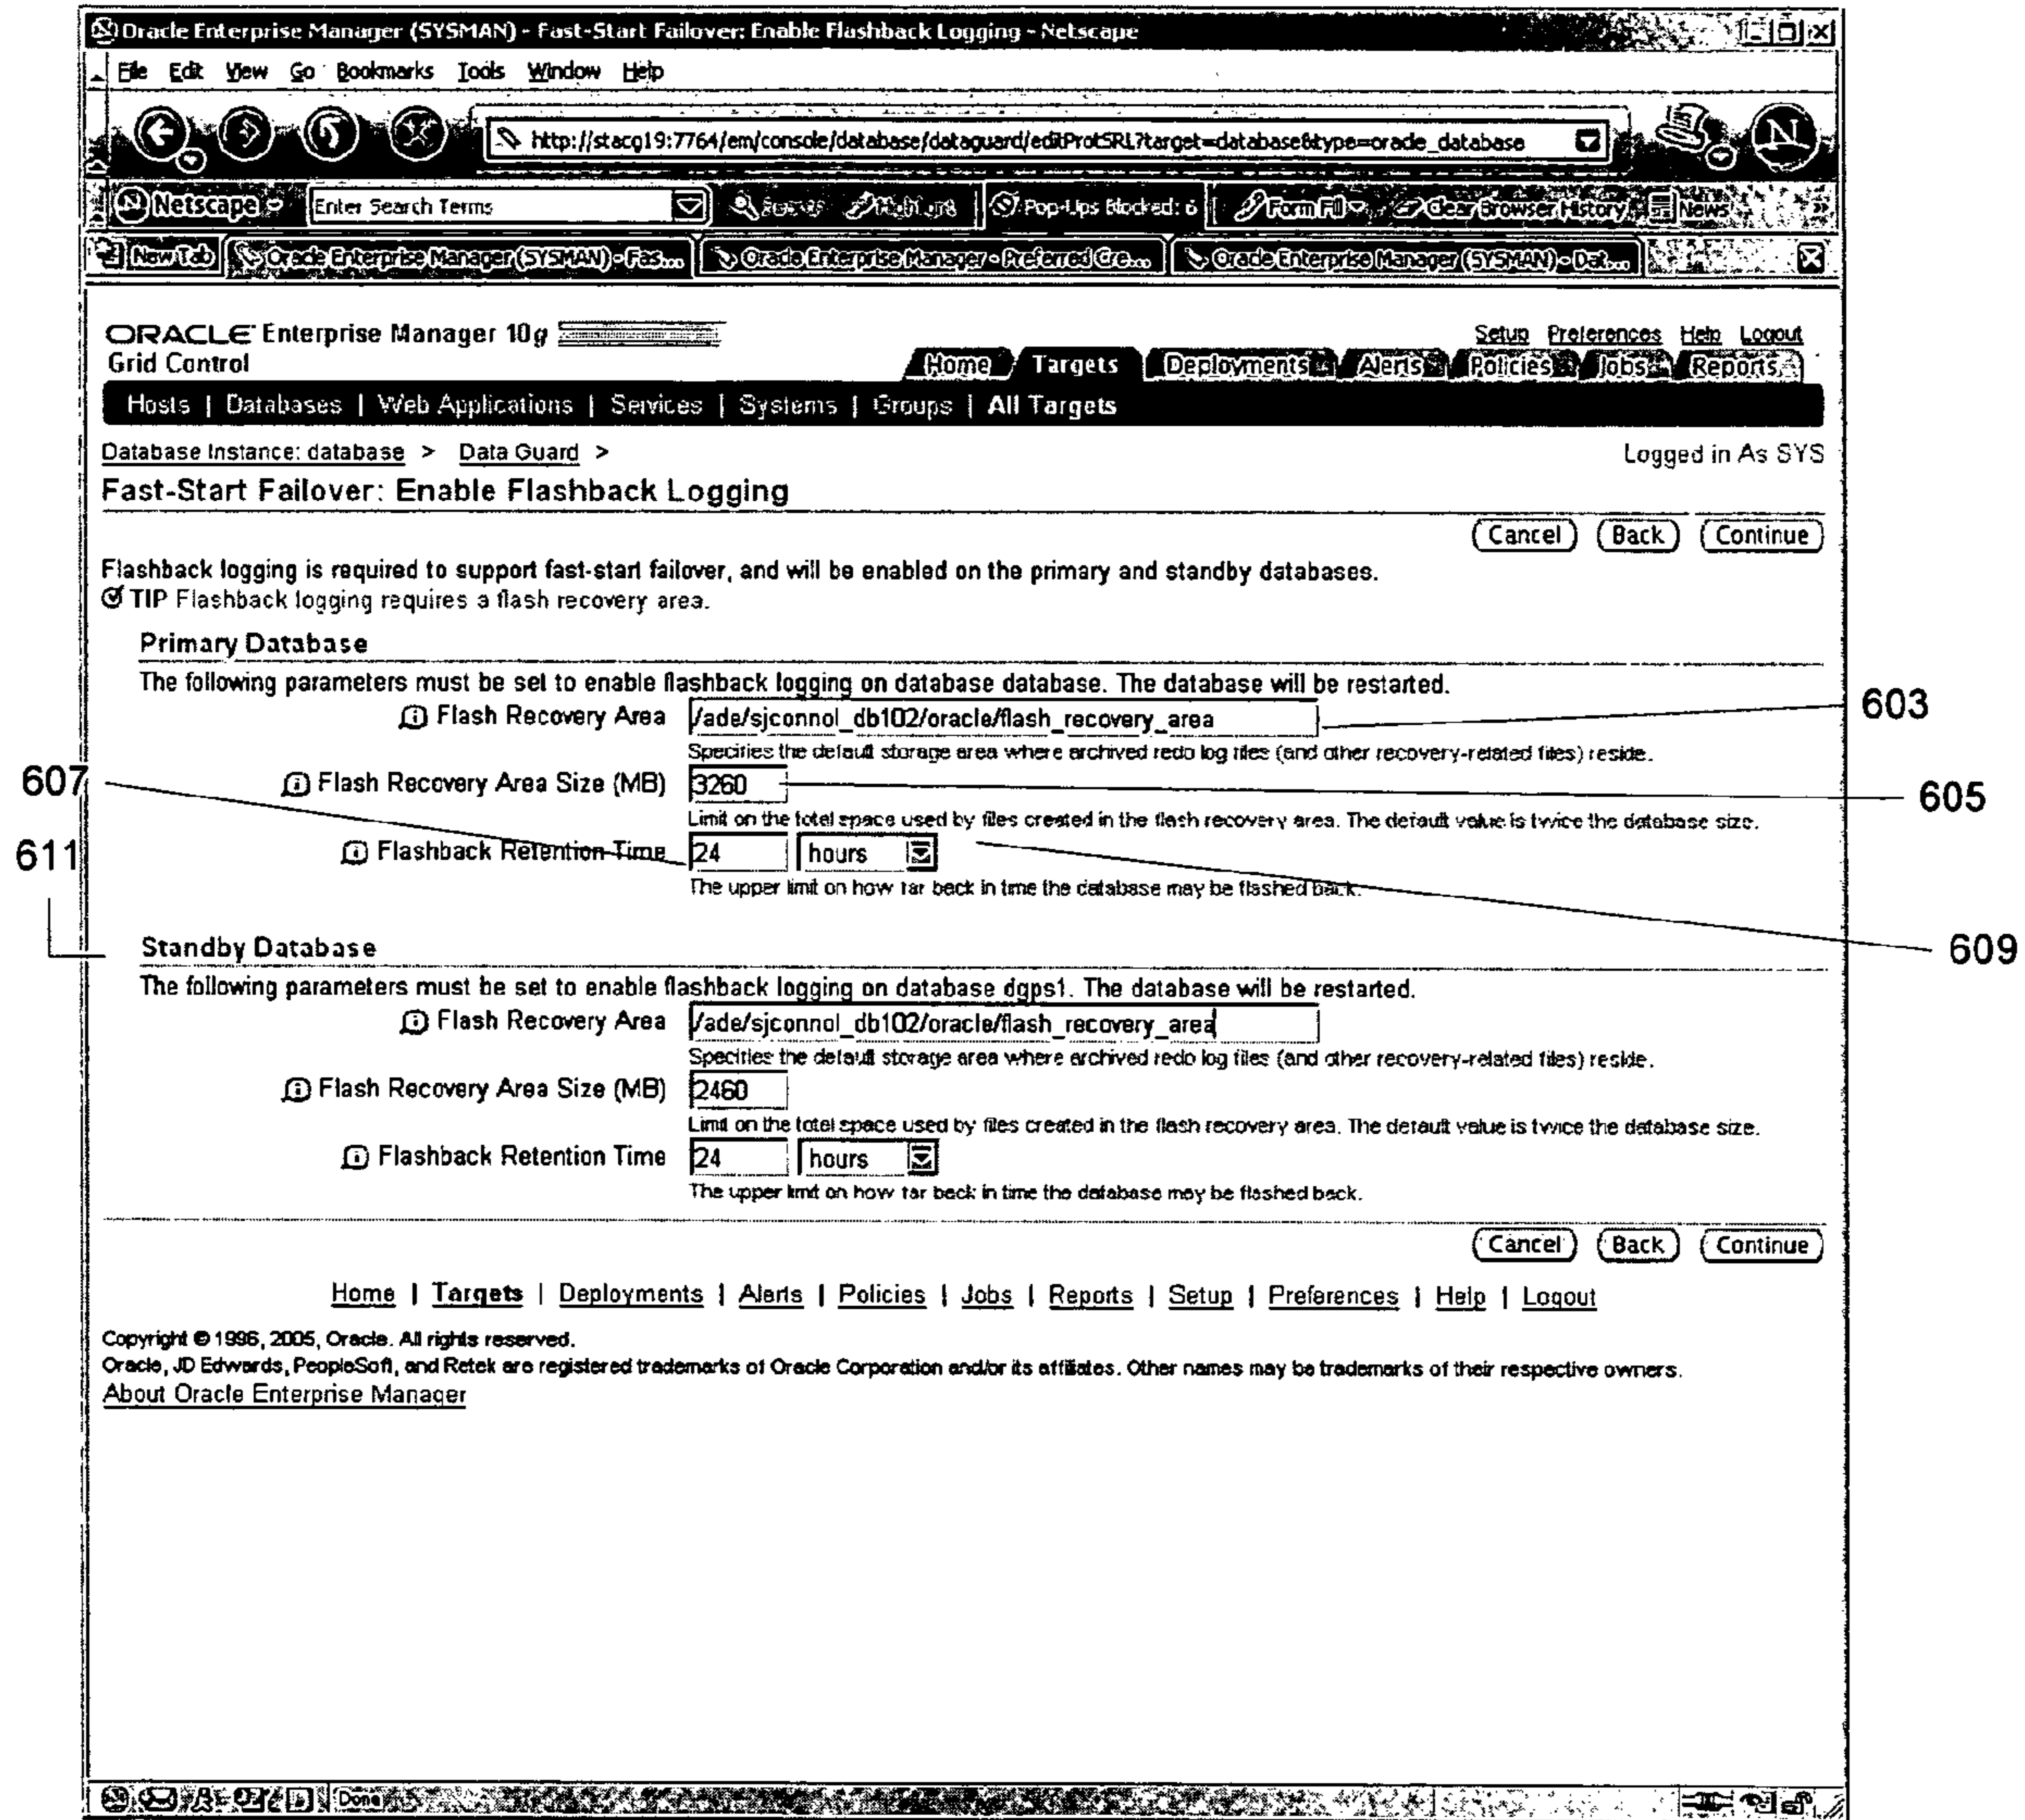 Oracle Enterprise Manager (SYSMAN) - Fast-Start Failover: Enable Flashback Logging - Netscape
File Edit View Go Bookmarks Tools Window Help
http://stacg19:7764/em/console/database/dataguard/editProtSRL?target=database&type=oracle_database
Netscape Enter Search Terms Search Highlight Pop-Ups Blocked: 6 Form Fill Clear Browser History News
New Tab Oracle Enterprise Manager (SYSMAN) - Fas... Oracle Enterprise Manager - Preferred Cre... Oracle Enterprise Manager (SYSMAN) - Dat...
ORACLE Enterprise Manager 10g
Setup Preferences Help Logout
Grid Control
Home Targets Deployments Alerts Policies Jobs Reports
Hosts | Databases | Web Applications | Services | Systems | Groups | All Targets
Database Instance: database > Data Guard >
Logged in As SYS
Fast-Start Failover: Enable Flashback Logging
Cancel Back Continue
Flashback logging is required to support fast-start failover, and will be enabled on the primary and standby databases.
TIP Flashback logging requires a flash recovery area.
Primary Database
The following parameters must be set to enable flashback logging on database database. The database will be restarted.
Flash Recovery Area /ade/sjconnol_db102/oracle/flash_recovery_area
603
Specifies the default storage area where archived redo log files (and other recovery-related files) reside.
607
Flash Recovery Area Size (MB) 3260
605
Limit on the total space used by files created in the flash recovery area. The default value is twice the database size.
611
Flashback Retention Time 24 hours
The upper limit on how far back in time the database may be flashed back.
609
Standby Database
The following parameters must be set to enable flashback logging on database dgps1. The database will be restarted.
Flash Recovery Area /ade/sjconnol_db102/oracle/flash_recovery_area
Specifies the default storage area where archived redo log files (and other recovery-related files) reside.
Flash Recovery Area Size (MB) 2460
Limit on the total space used by files created in the flash recovery area. The default value is twice the database size.
Flashback Retention Time 24 hours
The upper limit on how far back in time the database may be flashed back.
Cancel Back Continue
Home | Targets | Deployments | Alerts | Policies | Jobs | Reports | Setup | Preferences | Help | Logout
Copyright © 1996, 2005, Oracle. All rights reserved.
Oracle, JD Edwards, PeopleSoft, and Retek are registered trademarks of Oracle Corporation and/or its affiliates. Other names may be trademarks of their respective owners.
About Oracle Enterprise Manager
Done